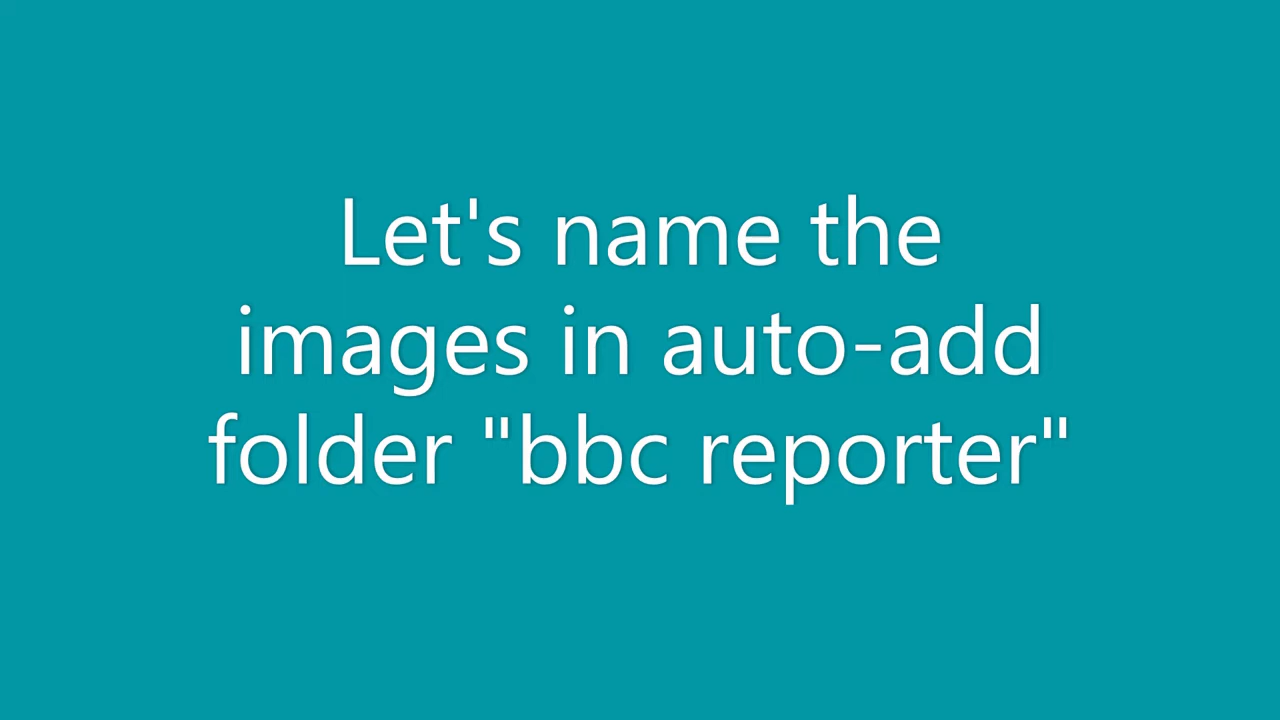 Let's name the
images in auto-add
folder "bbc reporter"